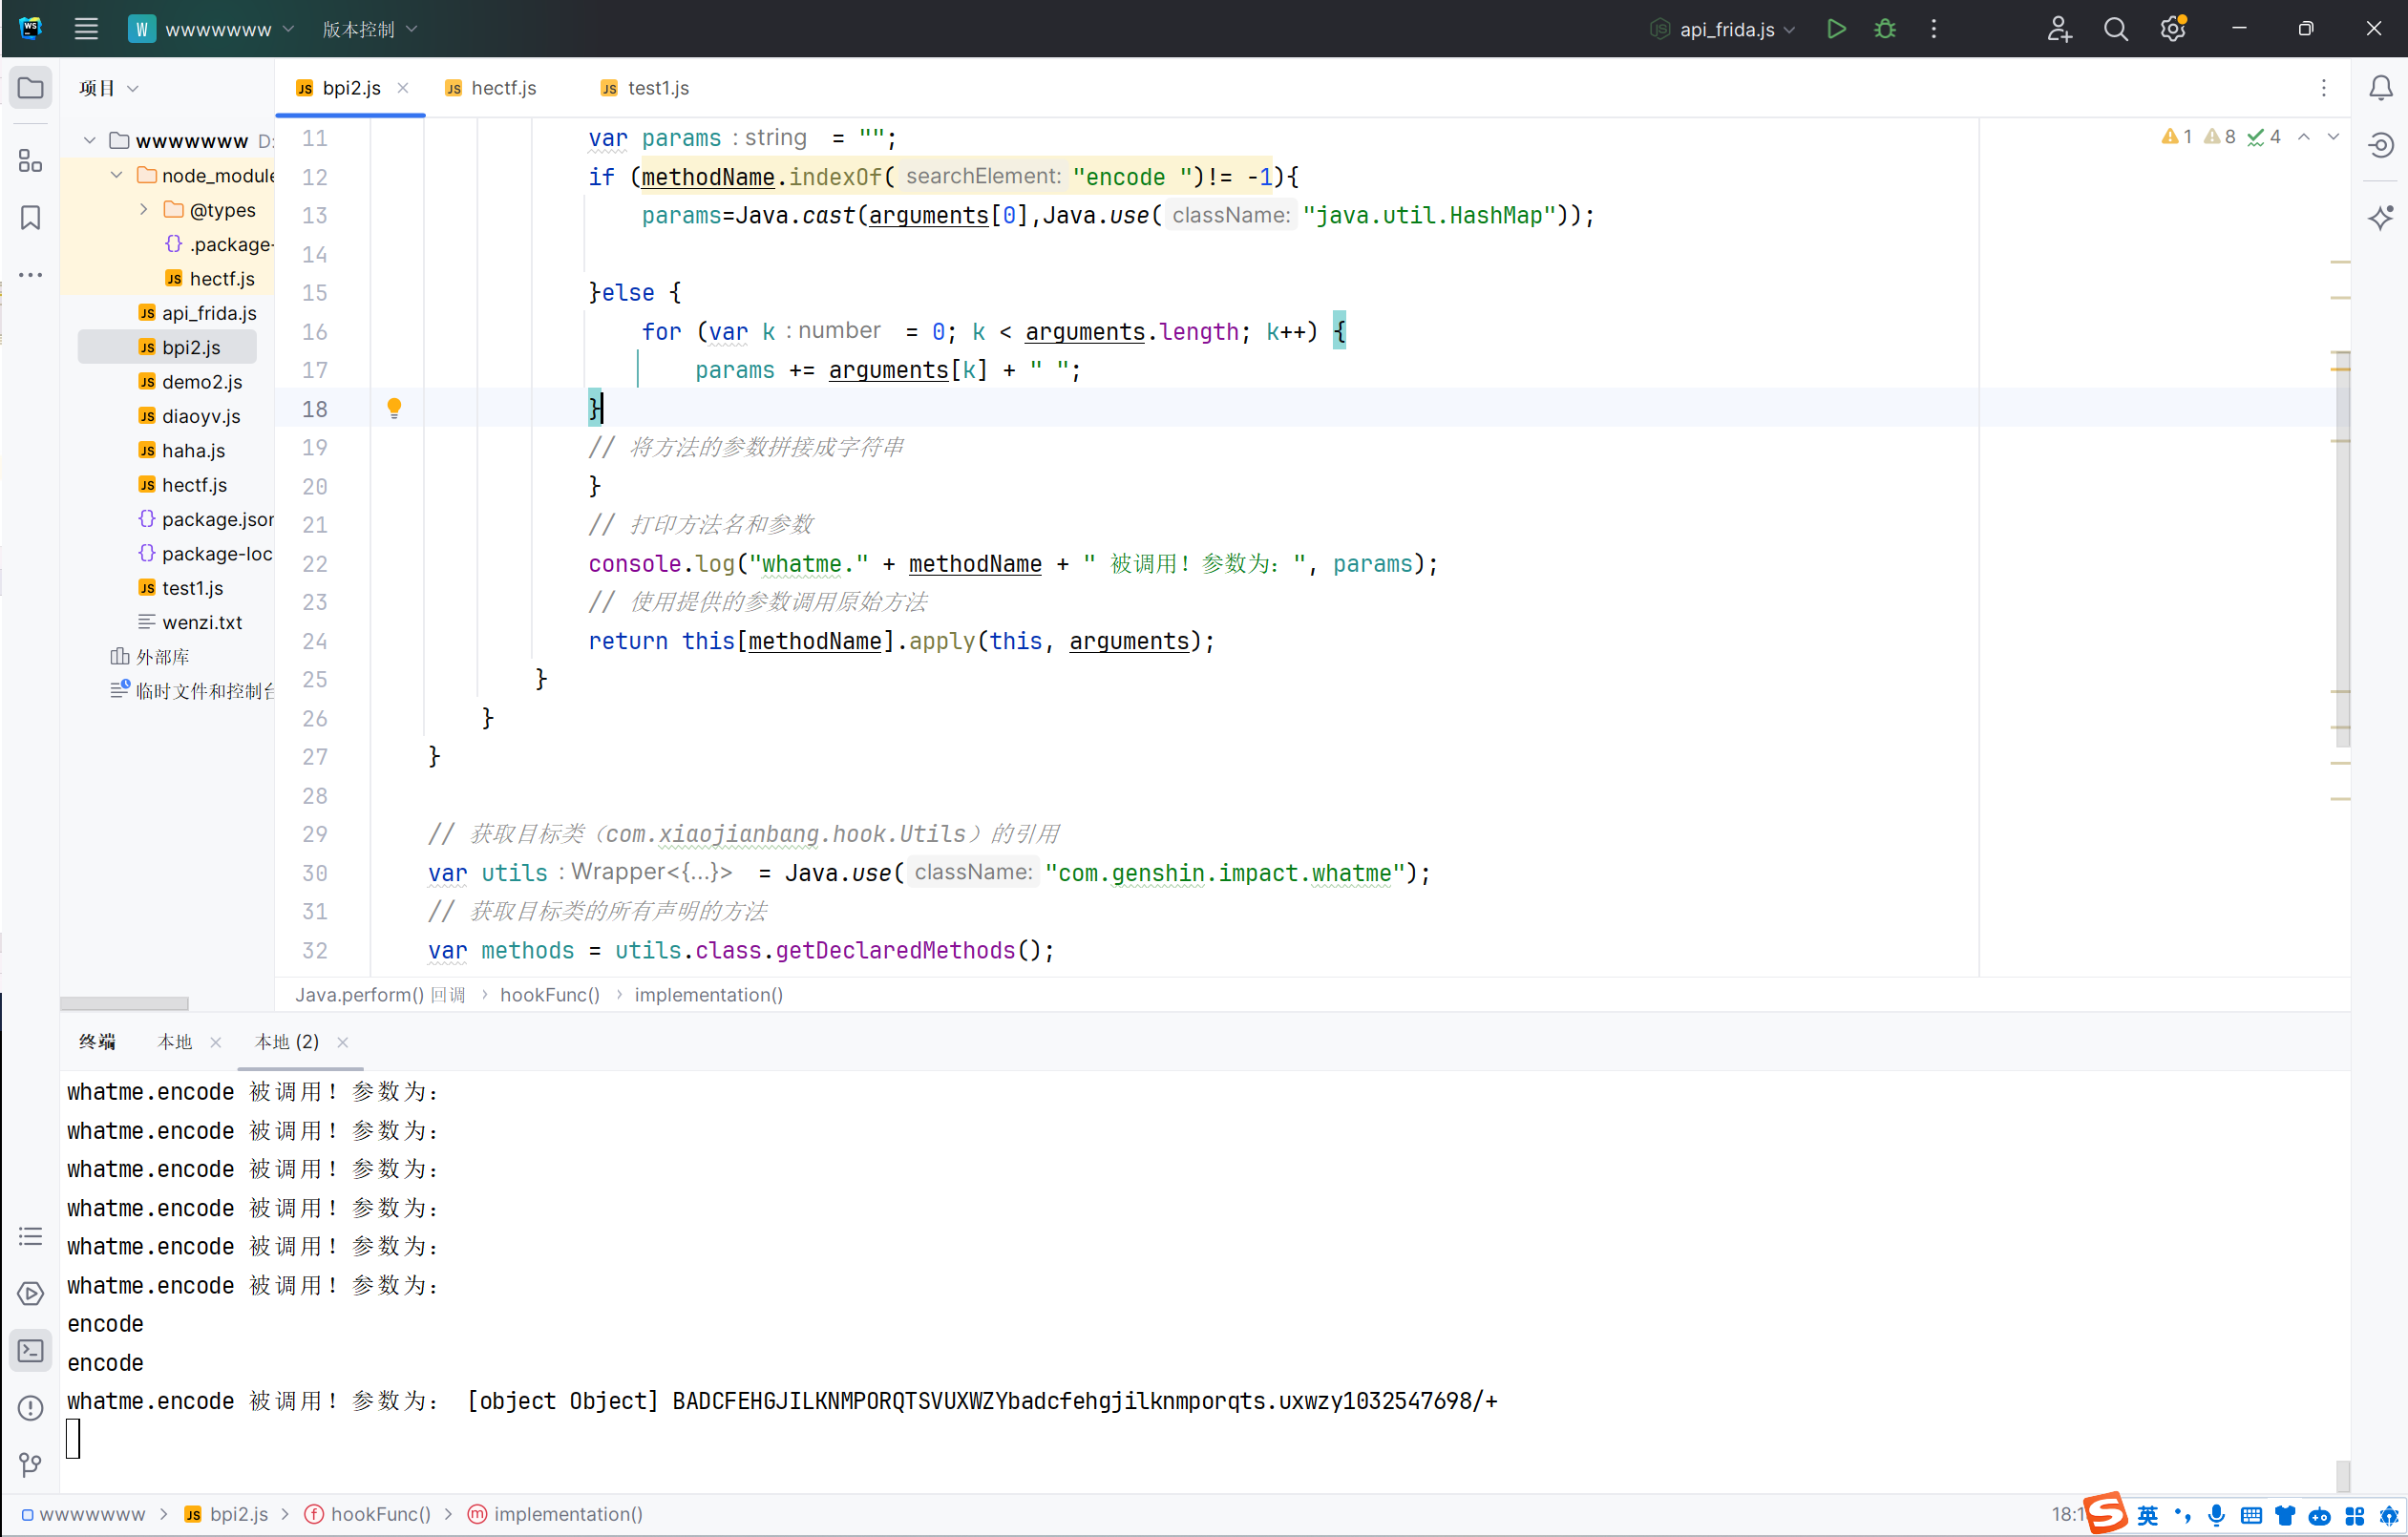 W wwwwwww 版本控制 api_frida.js
项目
bpi2.js hectf.js test1.js
wwwwwww D:
node_module
@types
.package-
hectf.js
api_frida.js
bpi2.js
demo2.js
diaoyv.js
haha.js
hectf.js
package.jsor
package-loc
test1.js
wenzi.txt
外部库
临时文件和控制台
1 8 4
11 var params : string = "";
12 if (methodName.indexOf( searchElement: "encode ")!= -1){
13 params=Java.cast(arguments[0],Java.use( className: "java.util.HashMap"));
14
15 }else {
16 for (var k : number = 0; k < arguments.length; k++) {
17 params += arguments[k] + " ";
18 }
19 // 将方法的参数拼接成字符串
20 }
21 // 打印方法名和参数
22 console.log("whatme." + methodName + " 被调用! 参数为: ", params);
23 // 使用提供的参数调用原始方法
24 return this[methodName].apply(this, arguments);
25 }
26 }
27 }
28
29 // 获取目标类（com.xiaojianbang.hook.Utils）的引用
30 var utils : Wrapper<{...}> = Java.use( className: "com.genshin.impact.whatme");
31 // 获取目标类的所有声明的方法
32 var methods = utils.class.getDeclaredMethods();
Java.perform() 回调 › hookFunc() › implementation()
终端 本地 本地 (2)
whatme.encode 被调用! 参数为:
whatme.encode 被调用! 参数为:
whatme.encode 被调用! 参数为:
whatme.encode 被调用! 参数为:
whatme.encode 被调用! 参数为:
whatme.encode 被调用! 参数为:
encode
encode
whatme.encode 被调用! 参数为: [object Object] BADCFEHGJILKNMPORQTSVUXWZYbadcfehgjilknmporqts.uxwzy1032547698/+
wwwwwww › bpi2.js › hookFunc() › implementation()
18:1 英